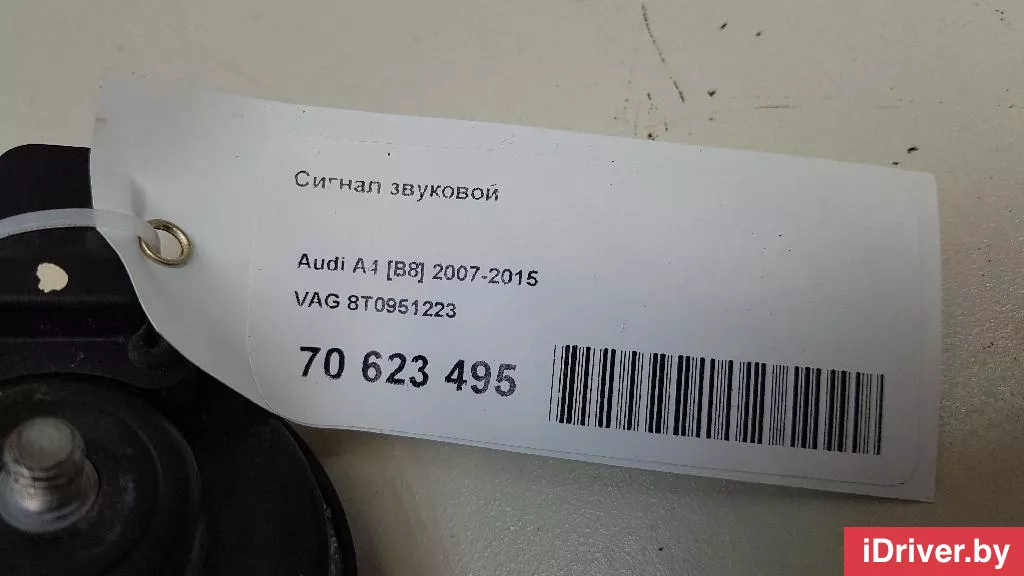 Сигнал звуковой
Audi A4 [B8] 2007-2015
VAG 8T0951223
70 623 495
iDriver.by